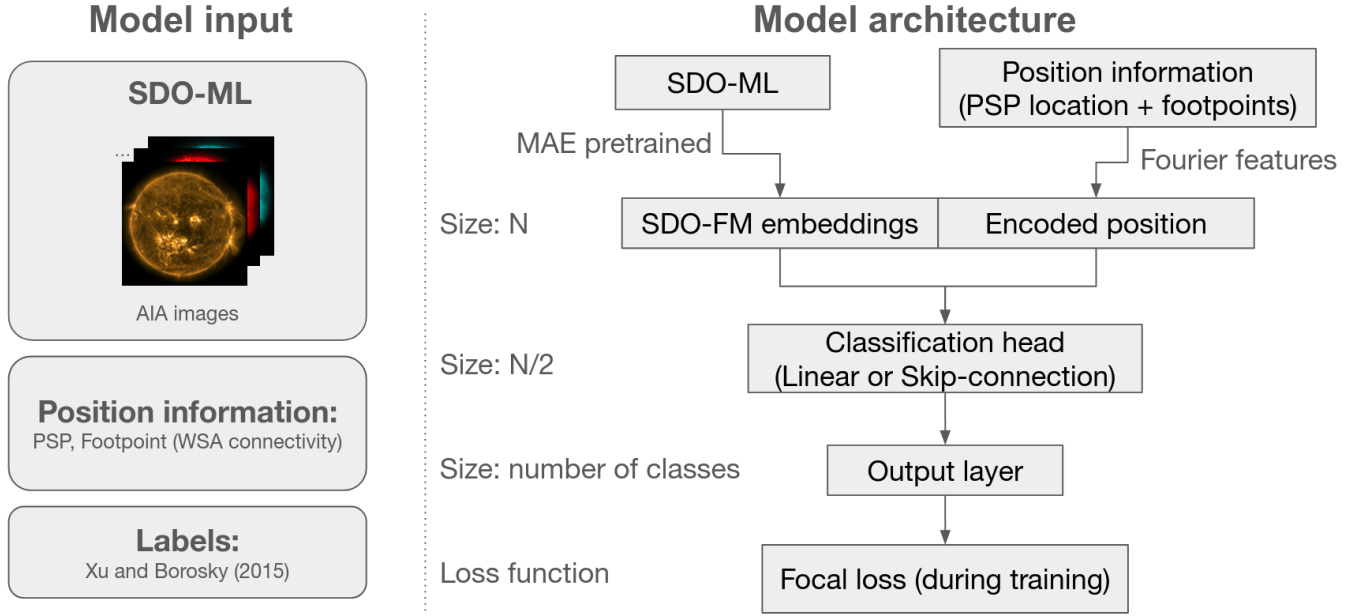 Model input
SDO-ML
...
AIA images
Position information:
PSP, Footpoint (WSA connectivity)
Labels:
Xu and Borosky (2015)
Model architecture
SDO-ML
Position information
(PSP location + footpoints)
MAE pretrained
Fourier features
Size: N
SDO-FM embeddings
Encoded position
Size: N/2
Classification head
(Linear or Skip-connection)
Size: number of classes
Output layer
Loss function
Focal loss (during training)